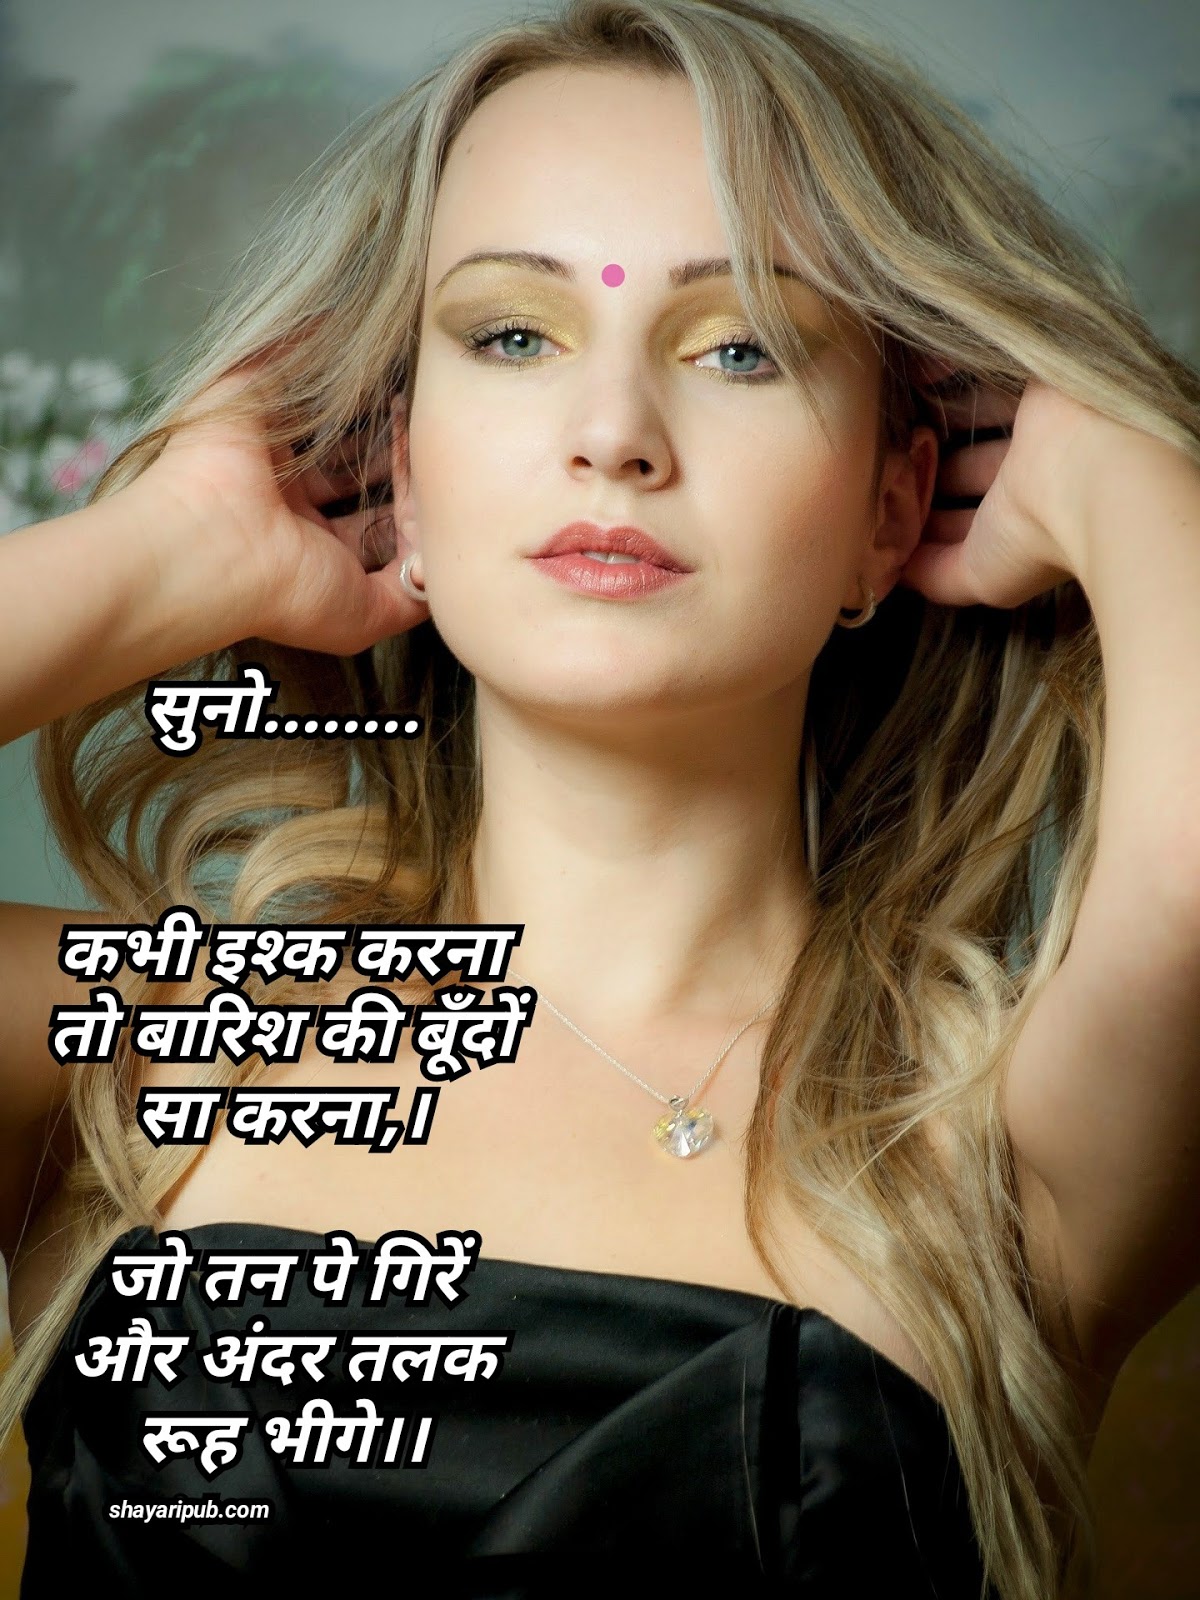 सुनो........
कभी इश्क करना
तो बारिश की बूँदों
सा करना,।
जो तन पे गिरें
और अंदर तलक
रूह भीगे।।
shayaripub.com